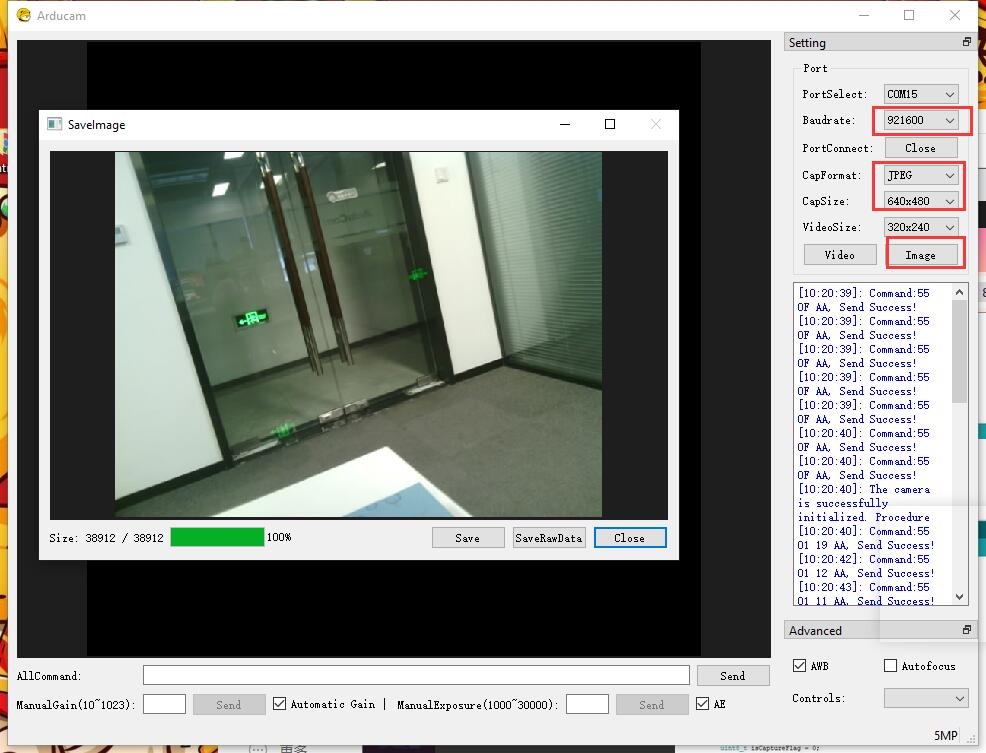 Arducam
Setting
Port
PortSelect: COM15
Baudrate: 921600
PortConnect: Close
CapFormat: JPEG
CapSize: 640x480
VideoSize: 320x240
Video Image
SaveImage
Size: 38912 / 38912 100%
Save SaveRawData Close
[10:20:39]: Command:55
0F AA, Send Success!
[10:20:39]: Command:55
0F AA, Send Success!
[10:20:39]: Command:55
0F AA, Send Success!
[10:20:39]: Command:55
0F AA, Send Success!
[10:20:39]: Command:55
0F AA, Send Success!
[10:20:40]: Command:55
0F AA, Send Success!
[10:20:40]: Command:55
0F AA, Send Success!
[10:20:40]: The camera
is successfully
initialized. Procedure
[10:20:40]: Command:55
01 19 AA, Send Success!
[10:20:42]: Command:55
01 12 AA, Send Success!
[10:20:43]: Command:55
01 11 AA, Send Success!
Advanced
AWB Autofocus
Controls:
AllCommand: Send
ManualGain(10~1023): Send Automatic Gain | ManualExposure(1000~30000): Send AE
5MP
uint8_t isCaptureFlag = 0;